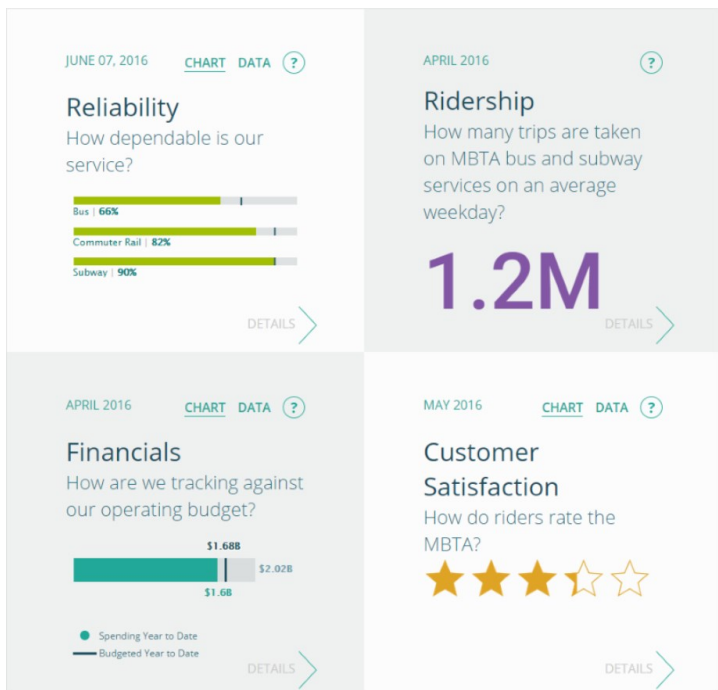 JUNE 07, 2016 CHART DATA ?
Reliability
How dependable is our
service?
Bus | 66%
Commuter Rail | 82%
Subway | 90%
DETAILS
APRIL 2016 ?
Ridership
How many trips are taken
on MBTA bus and subway
services on an average
weekday?
1.2M
DETAILS
APRIL 2016 CHART DATA ?
Financials
How are we tracking against
our operating budget?
$1.68B
$2.02B
$1.6B
Spending Year to Date
Budgeted Year to Date
DETAILS
MAY 2016 CHART DATA ?
Customer
Satisfaction
How do riders rate the
MBTA?
DETAILS